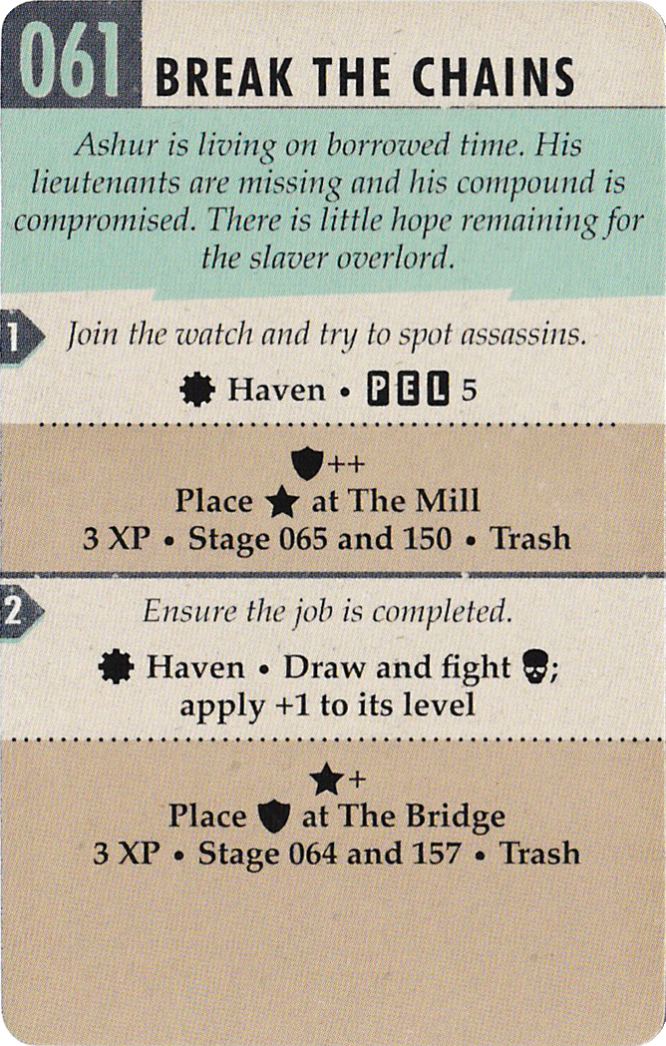 061 BREAK THE CHAINS
Ashur is living on borrowed time. His
lieutenants are missing and his compound is
compromised. There is little hope remaining for
the slaver overlord.
1 Join the watch and try to spot assassins.
Haven • P E L 5
++
Place ★ at The Mill
3 XP • Stage 065 and 150 • Trash
2 Ensure the job is completed.
Haven • Draw and fight ;
apply +1 to its level
★+
Place at The Bridge
3 XP • Stage 064 and 157 • Trash